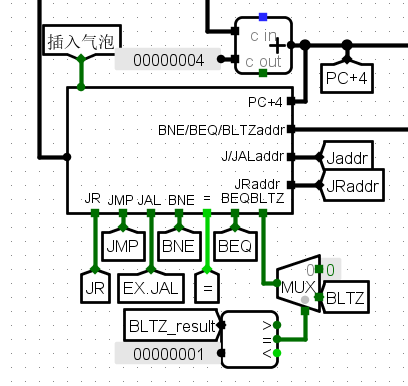 插入气泡
c in
+
00000004
c out
PC+4
PC+4
BNE/BEQ/BLTZaddr
J/JALaddr
Jaddr
JRaddr
JRaddr
JR JMP JAL BNE = BEQ BLTZ
JMP
BNE
BEQ
JR
EX.JAL
=
0 0
MUX
BLTZ
BLTZ_result
>
=
00000001
<